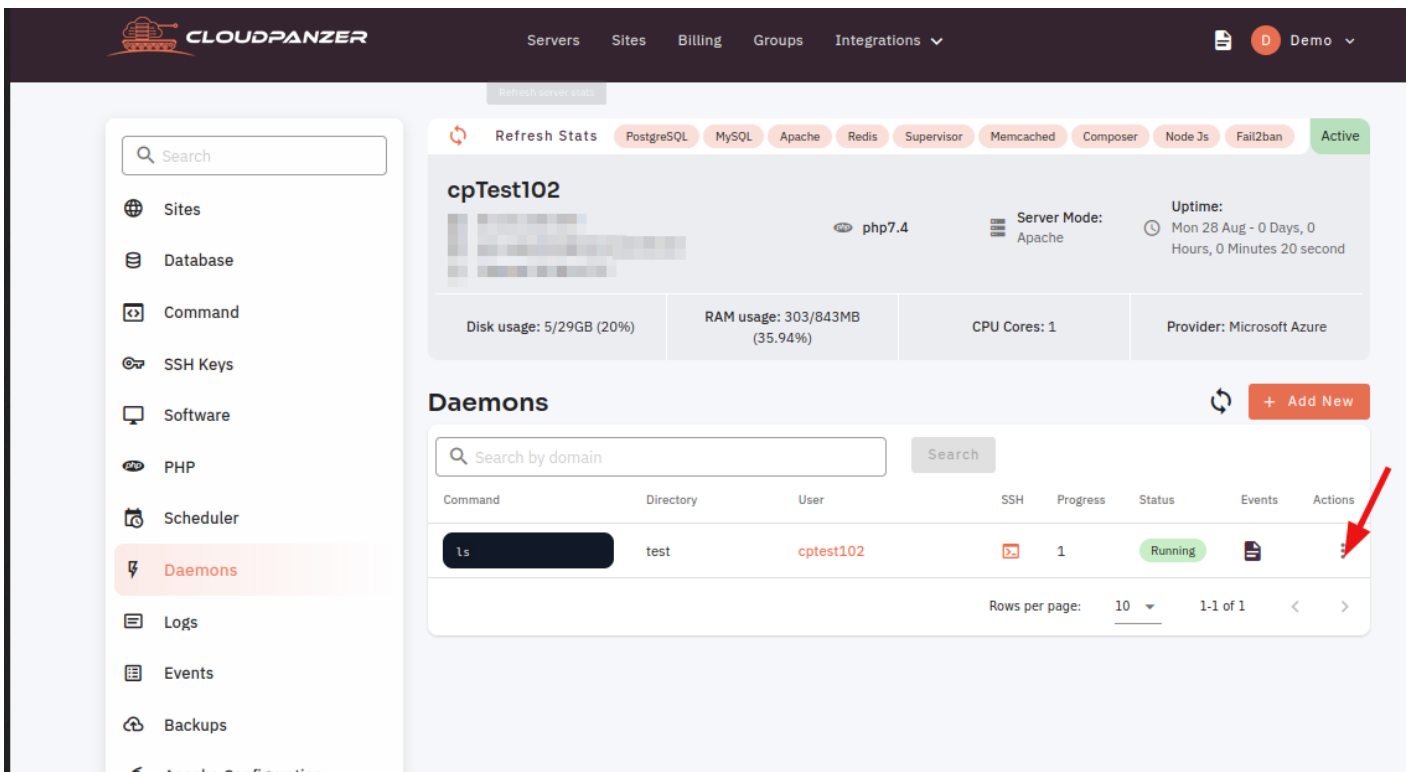 CLOUDPANZER
Servers Sites Billing Groups Integrations
D Demo
Refresh server stats
Search
Sites
Database
Command
SSH Keys
Software
PHP
Scheduler
Daemons
Logs
Events
Backups
Refresh Stats PostgreSQL MySQL Apache Redis Supervisor Memcached Composer Node Js Fail2ban Active
cpTest102
php php7.4
Server Mode:
Apache
Uptime:
Mon 28 Aug - 0 Days, 0
Hours, 0 Minutes 20 second
Disk usage: 5/29GB (20%)
RAM usage: 303/843MB
(35.94%)
CPU Cores: 1
Provider: Microsoft Azure
Daemons
+ Add New
Search by domain
Search
Command Directory User SSH Progress Status Events Actions
ls test cptest102 1 Running
Rows per page: 10 1-1 of 1